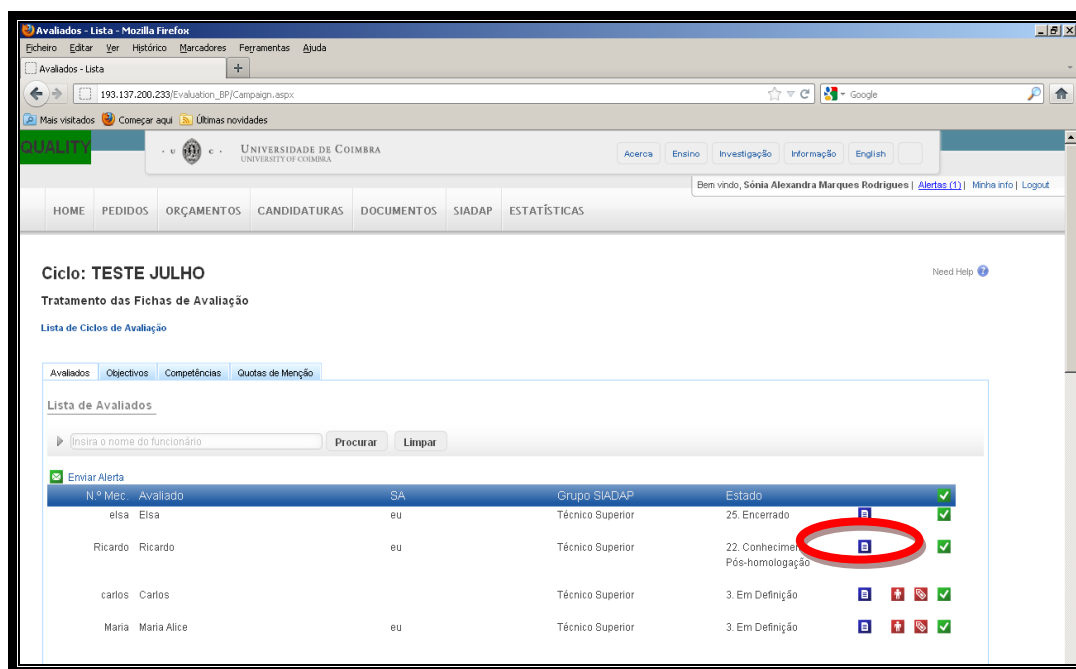 Avaliados - Lista - Mozilla Firefox
Ficheiro Editar Ver Histórico Marcadores Ferramentas Ajuda
Avaliados - Lista +
193.137.200.233/Evaluation_BP/Campaign.aspx Google
Mais visitados Começar aqui Últimas novidades
QUALITY · U C · UNIVERSIDADE DE COIMBRA
UNIVERSITY OF COIMBRA
Acerca Ensino Investigação Informação English
Bem vindo, Sónia Alexandra Marques Rodrigues | Alertas (1) | Minha info | Logout
HOME PEDIDOS ORÇAMENTOS CANDIDATURAS DOCUMENTOS SIADAP ESTATÍSTICAS
Ciclo: TESTE JULHO Need Help ?
Tratamento das Fichas de Avaliação
Lista de Ciclos de Avaliação
Avaliados Objectivos Competências Quotas de Menção
Lista de Avaliados
Insira o nome do funcionário Procurar Limpar
Enviar Alerta
N.º Mec. Avaliado SA Grupo SIADAP Estado
elsa Elsa eu Técnico Superior 25. Encerrado
Ricardo Ricardo eu Técnico Superior 22. Conhecimen
Pós-homologação
carlos Carlos Técnico Superior 3. Em Definição
Maria Maria Alice eu Técnico Superior 3. Em Definição